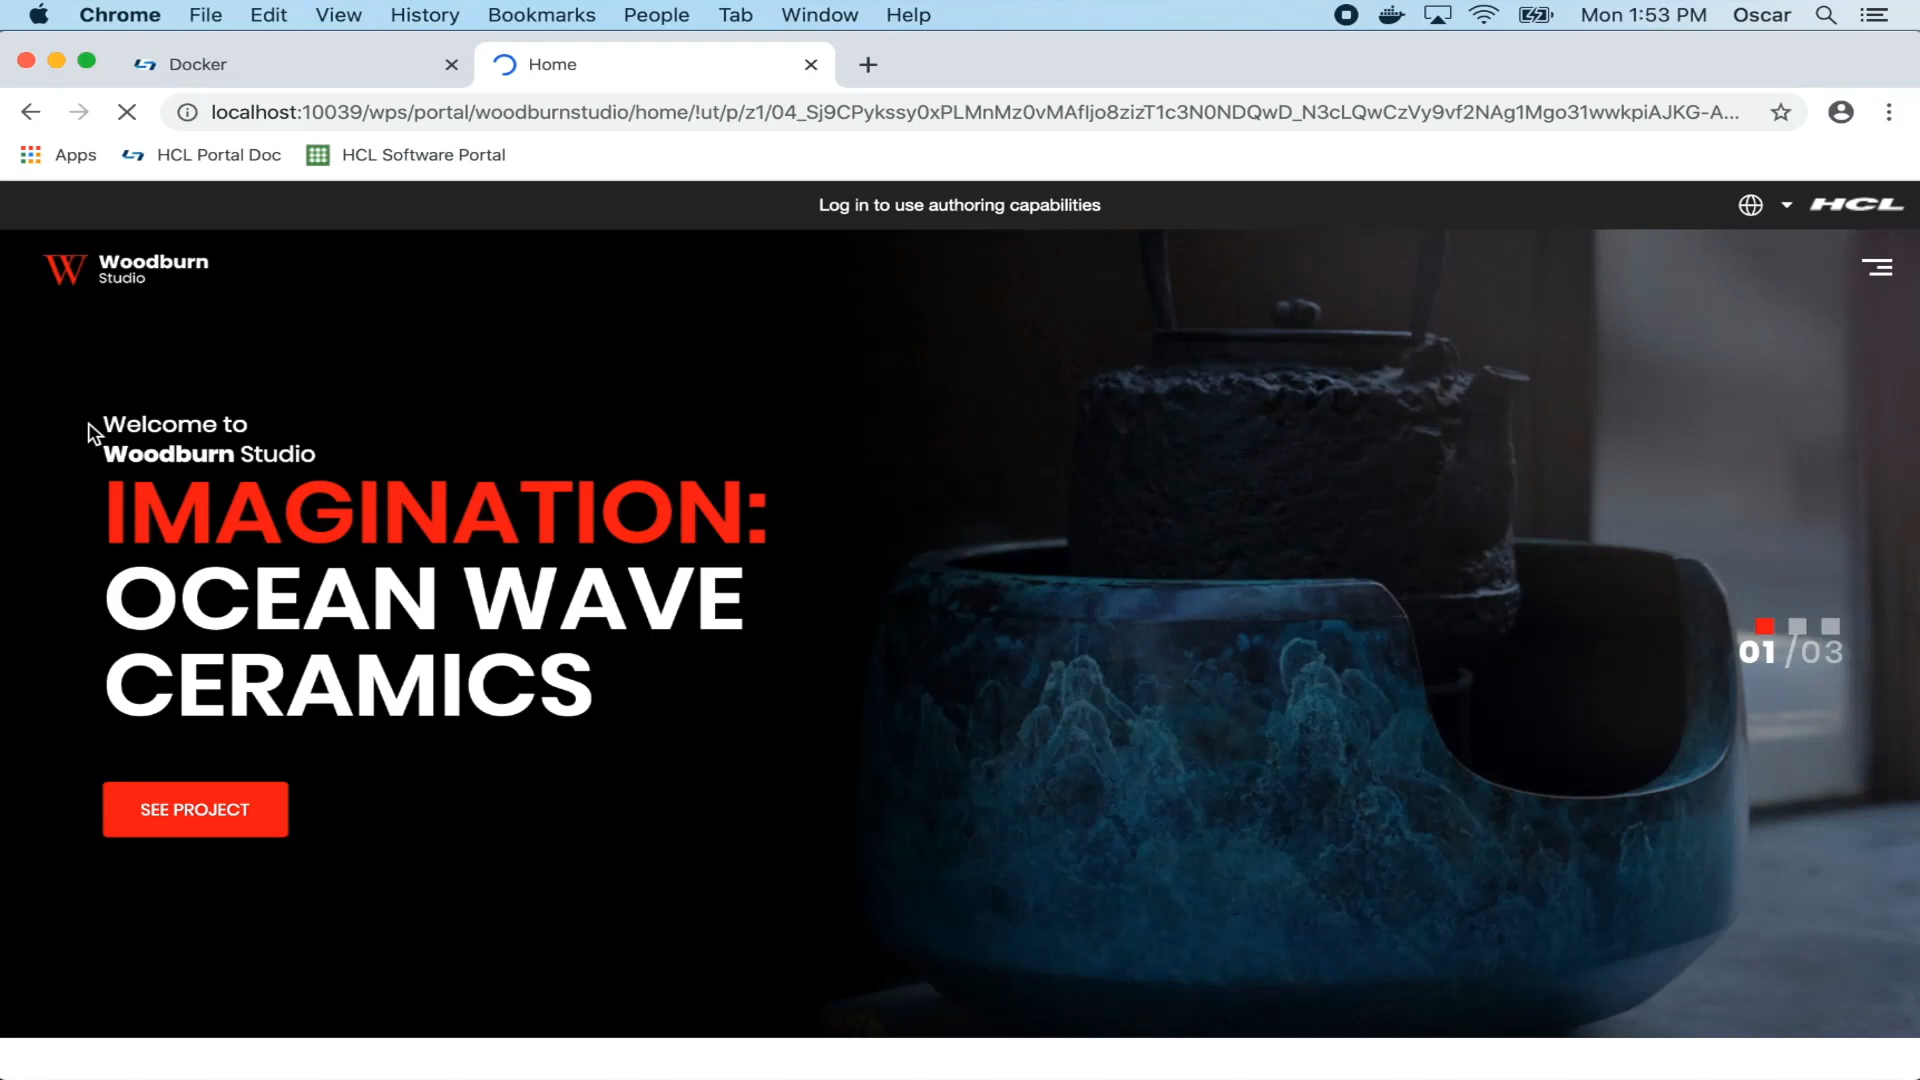 Chrome File Edit View History Bookmarks People Tab Window Help Mon 1:53 PM Oscar
Docker Home
localhost:10039/wps/portal/woodburnstudio/home/!ut/p/z1/04_Sj9CPykssy0xPLMnMz0vMAfIjo8zizT1c3N0NDQwD_N3cLQwCzVy9vf2NAg1Mgo31wwkpiAJKG-A...
Apps HCL Portal Doc HCL Software Portal
Log in to use authoring capabilities
HCL
W Woodburn
Studio
Welcome to
Woodburn Studio
IMAGINATION:
OCEAN WAVE
CERAMICS
01 /03
SEE PROJECT